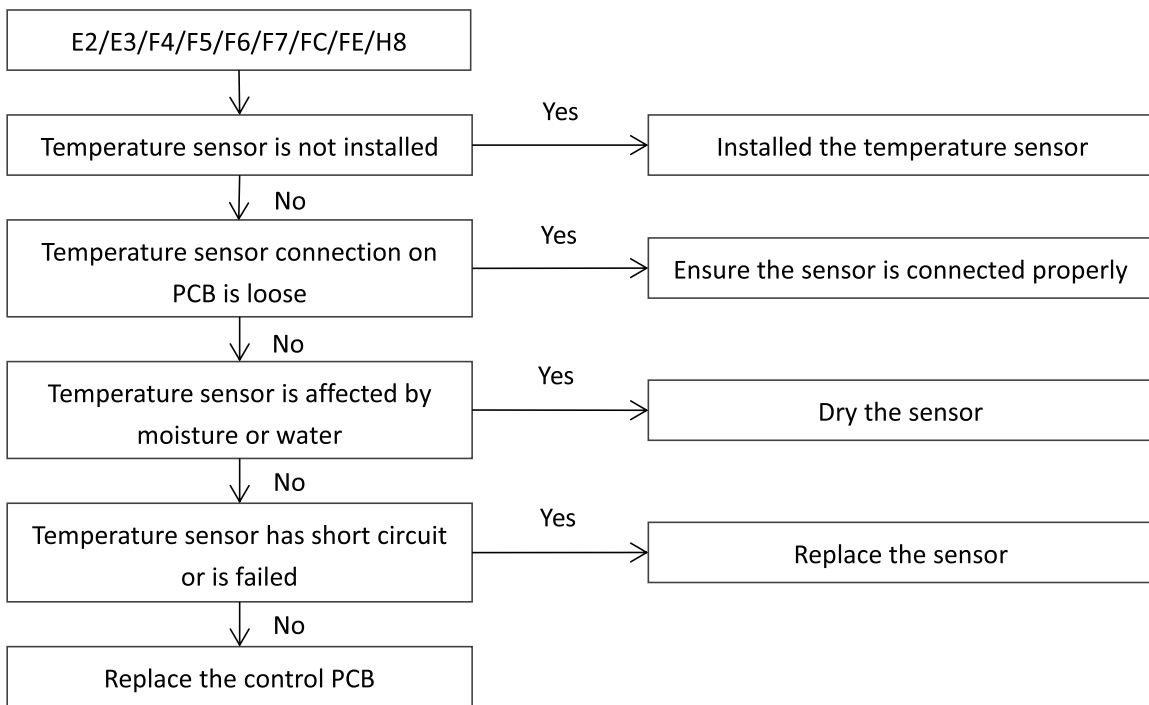 E2/E3/F4/F5/F6/F7/FC/FE/H8
Yes
Temperature sensor is not installed
Installed the temperature sensor
No
Yes
Temperature sensor connection on
PCB is loose
Ensure the sensor is connected properly
No
Yes
Temperature sensor is affected by
moisture or water
Dry the sensor
No
Yes
Temperature sensor has short circuit
or is failed
Replace the sensor
No
Replace the control PCB